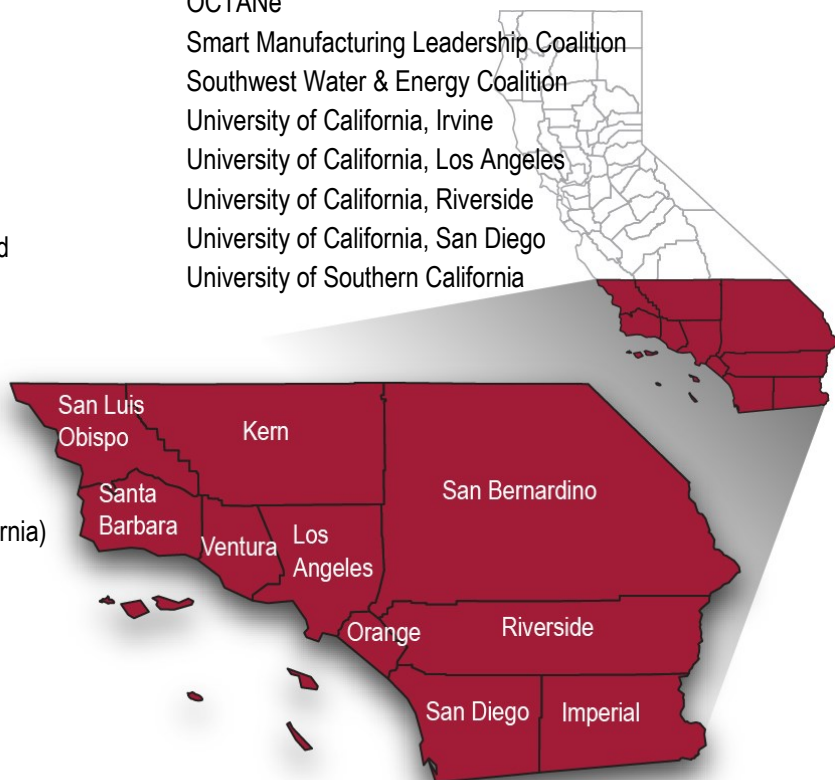 OCTANe
Smart Manufacturing Leadership Coalition
Southwest Water & Energy Coalition
University of California, Irvine
University of California, Los Angeles
University of California, Riverside
d
University of California, San Diego
University of Southern California
San Luis
Obispo
Kern
San Bernardino
Santa
Barbara
rnia)
Ventura
Los
Angeles
Orange
Riverside
San Diego
Imperial